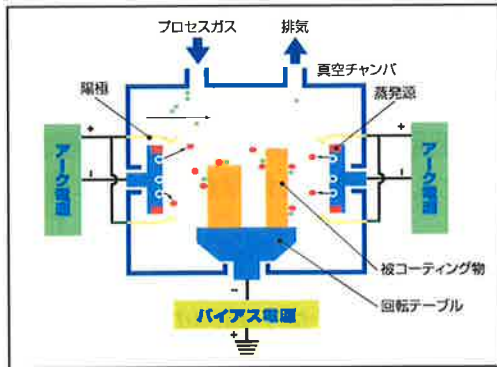 プロセスガス 排気
真空チャンバ
陽極 蒸発源
+ +
アーク電源 アーク電源
- -
被コーティング物
回転テーブル
-
バイアス電源
+